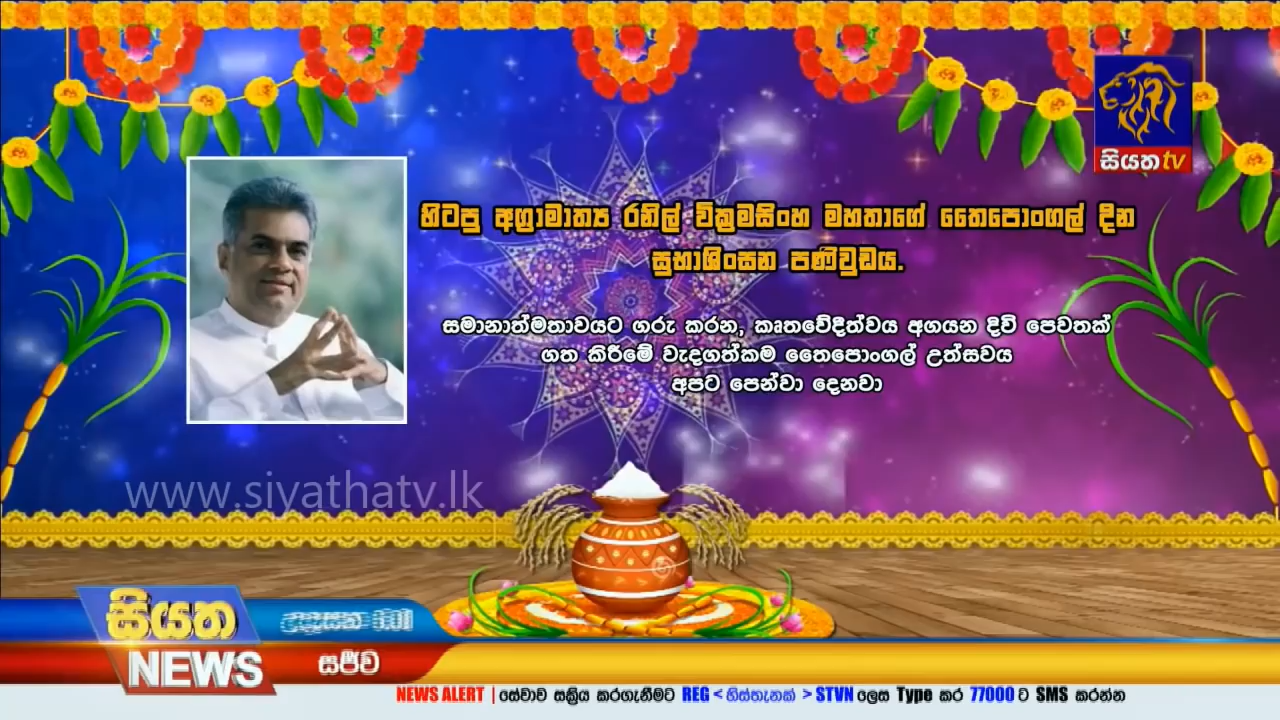 සියත tv
හිටපු අග්‍රාමාත්‍ය රනිල් වික්‍රමසිංහ මහතාගේ තෛපොංගල් දින
සුභාශිංසන පණිවුඩය.
සමානාත්මතාවයට ගරු කරන, කෘතවේදීත්වය අගයන දිවි පෙවතක්
ගත කිරීමේ වැදගත්කම තෛපොංගල් උත්සවය
අපට පෙන්වා දෙනවා
www.siyathatv.lk
සියත
NEWS
සජීවී
NEWS ALERT | සේවාව සක්‍රිය කරගැනීමට REG < හිස්තැනක් > STVN ලෙස Type කර 77000 ට SMS කරන්න